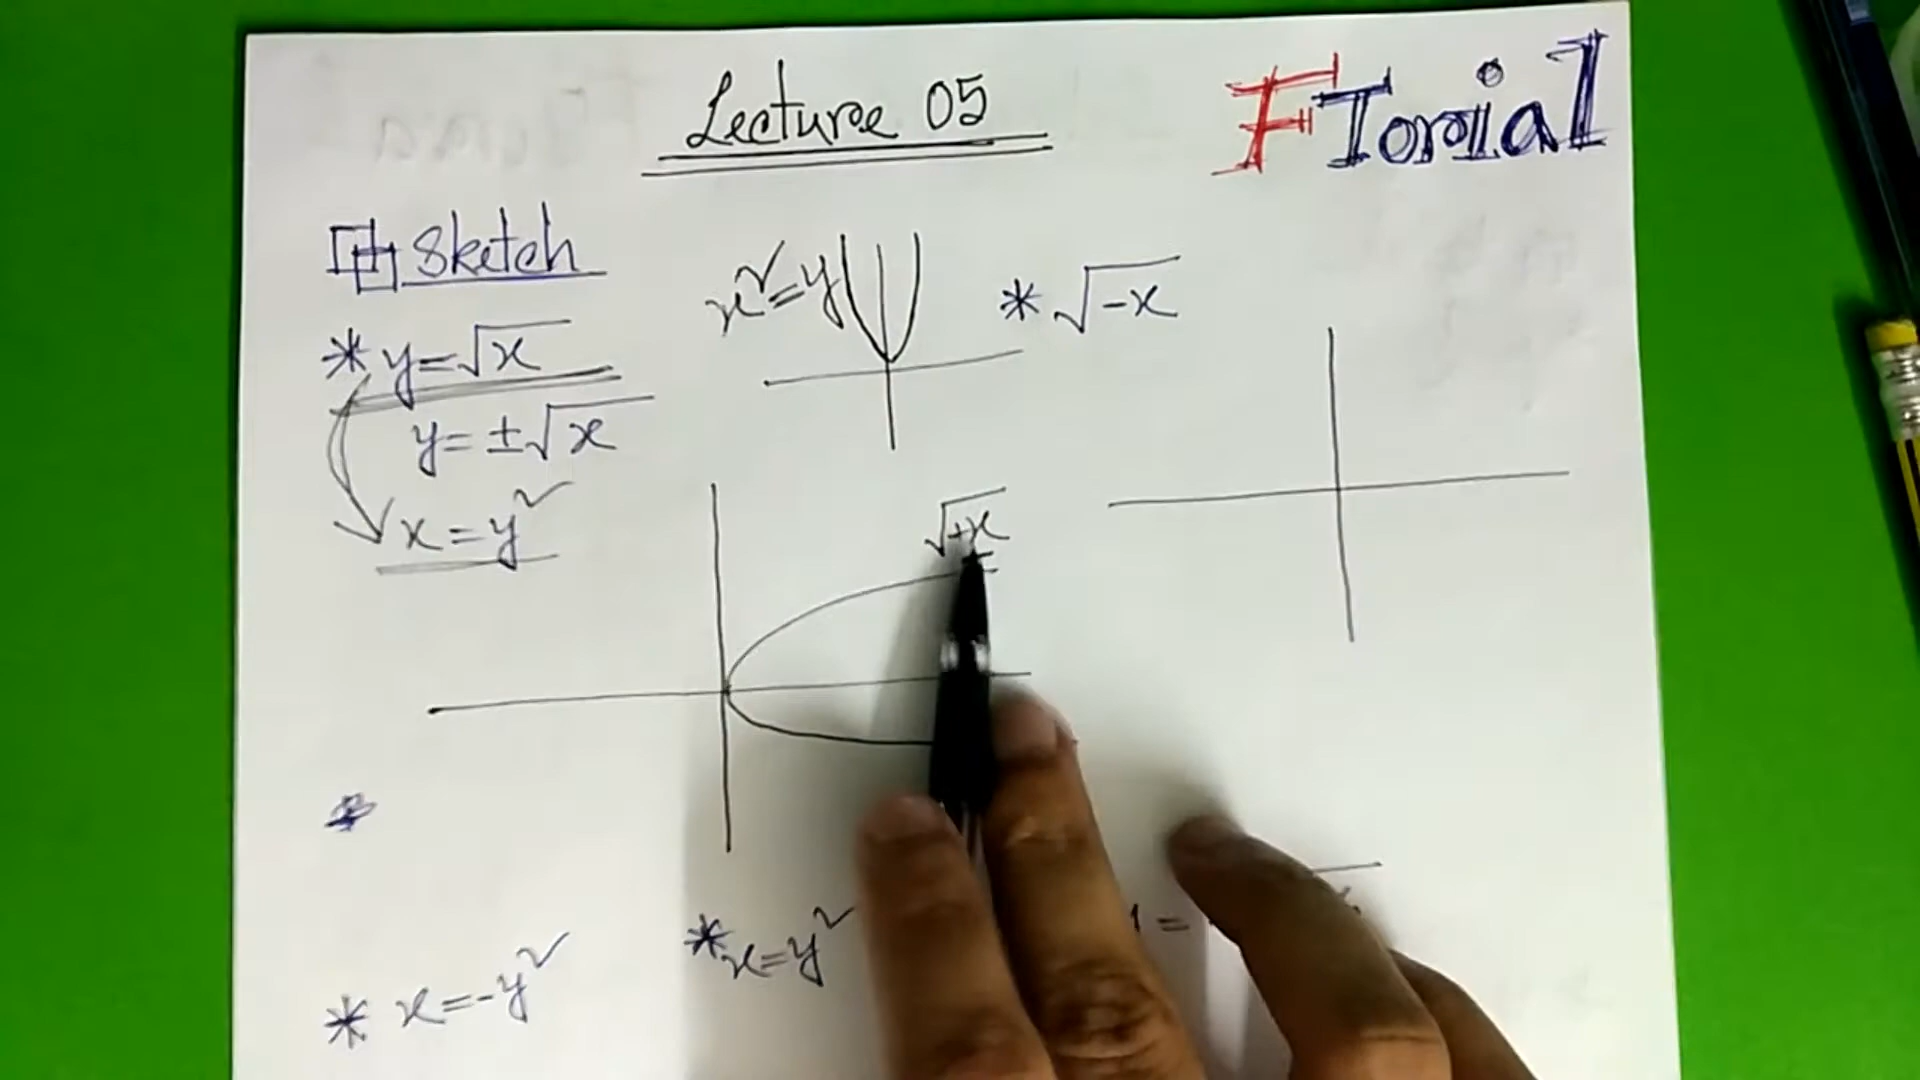 Lecture 05
FTorial
Sketch
* y=√x
y=±√x
x=y²
x²=y
* √-x
√+x
* x=y²
* x=-y²